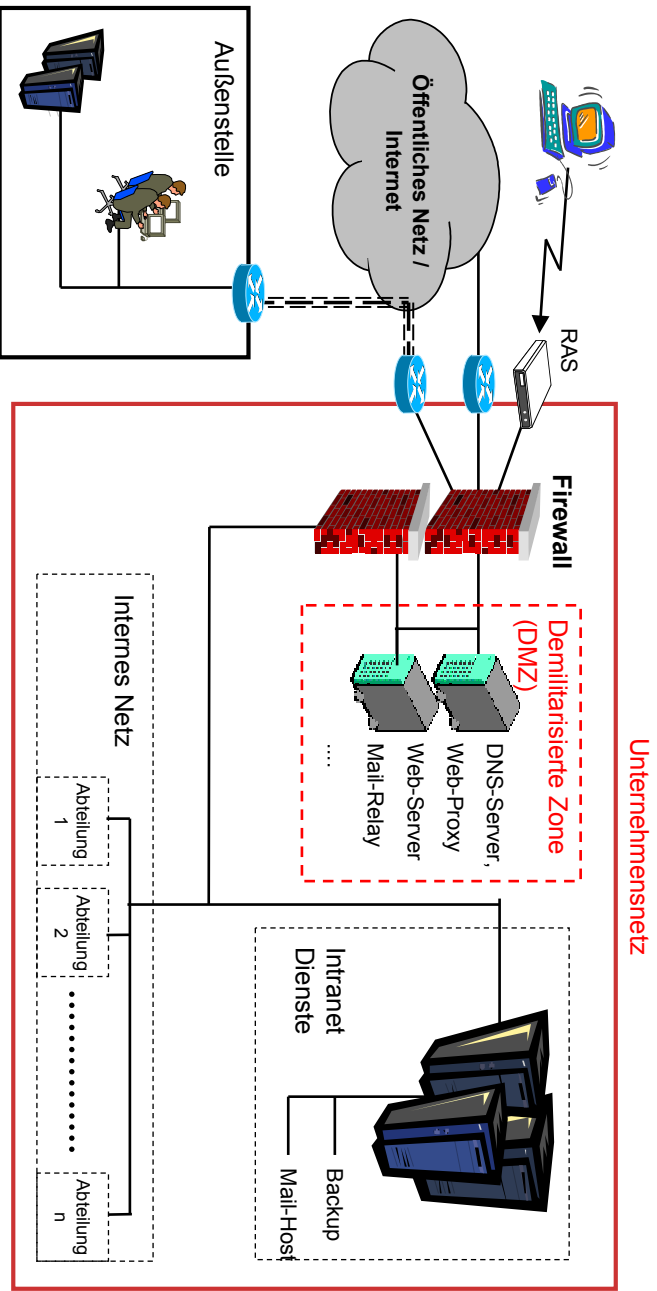 Unternehmensnetz
RAS
Öffentliches Netz /
Internet
Außenstelle
Firewall
Demilitarisierte Zone
(DMZ)
DNS-Server,
Web-Proxy
Web-Server
Mail-Relay
....
Intranet
Dienste
Backup
Mail-Host
Internes Netz
Abteilung
1
Abteilung
2
Abteilung
n